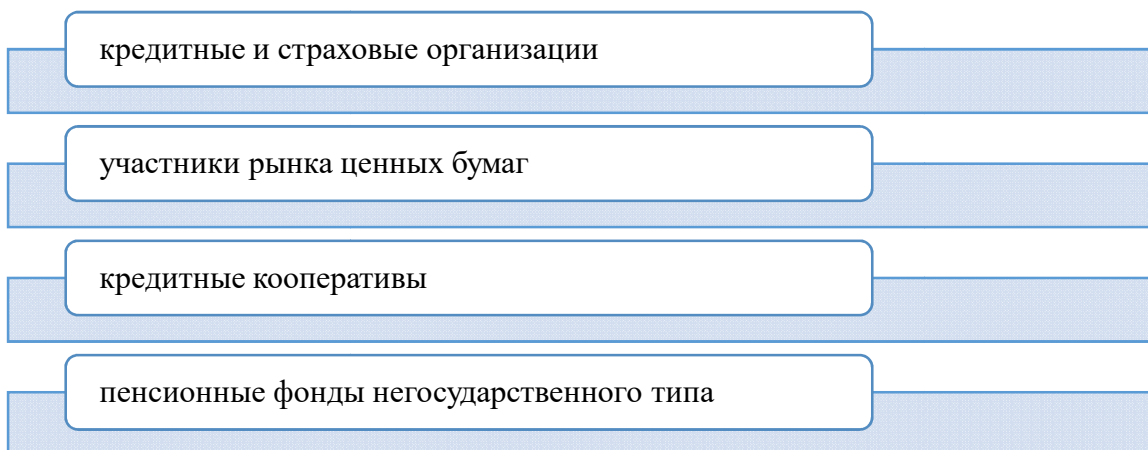 кредитные и страховые организации
участники рынка ценных бумаг
кредитные кооперативы
пенсионные фонды негосударственного типа